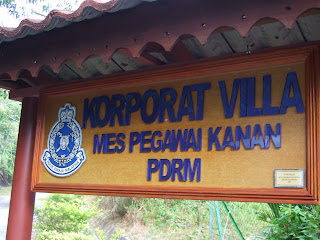 KORPORAT VILLA
MES PEGAWAI KANAN
PDRM